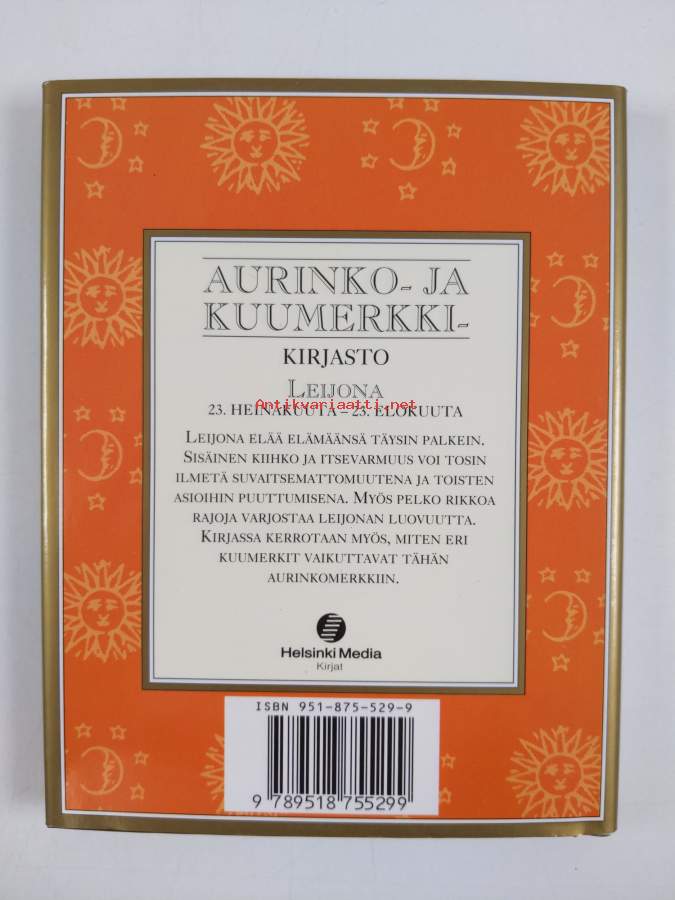 AURINKO- JA
KUUMERKKI-
KIRJASTO
LEIJONA
Antikvariaatti.net
23. HEINÄKUUTA – 23. ELOKUUTA
LEIJONA ELÄÄ ELÄMÄÄNSÄ TÄYSIN PALKEIN.
SISÄINEN KIIHKO JA ITSEVARMUUS VOI TOSIN
ILMETÄ SUVAITSEMATTOMUUTENA JA TOISTEN
ASIOIHIN PUUTTUMISENA. MYÖS PELKO RIKKOA
RAJOJA VARJOSTAA LEIJONAN LUOVUUTTA.
KIRJASSA KERROTAAN MYÖS, MITEN ERI
KUUMERKIT VAIKUTTAVAT TÄHÄN
AURINKOMERKKIIN.
Helsinki Media
Kirjat
ISBN 951-875-529-9
9 789518 755299